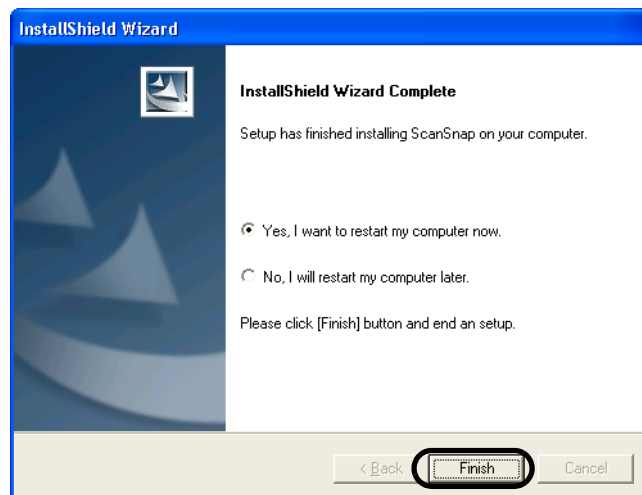 InstallShield Wizard
InstallShield Wizard Complete
Setup has finished installing ScanSnap on your computer.
Yes, I want to restart my computer now.
No, I will restart my computer later.
Please click [Finish] button and end an setup.
< Back Finish Cancel